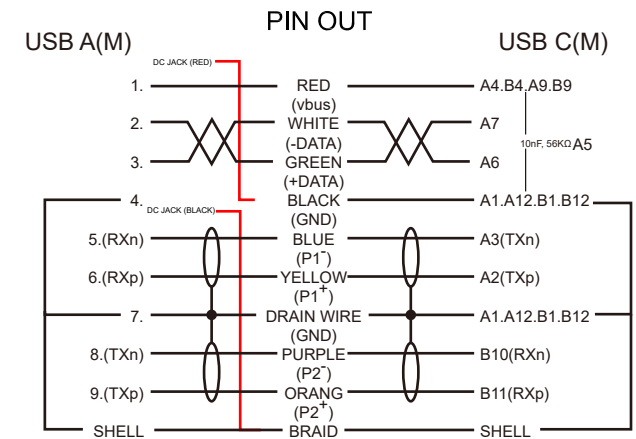 PIN OUT
USB A(M)
USB C(M)
DC JACK (RED)
1. RED A4.B4.A9.B9
(vbus)
2. WHITE A7
(-DATA)
10nF, 56KΩ A5
3. GREEN A6
(+DATA)
4. BLACK A1.A12.B1.B12
DC JACK (BLACK)
(GND)
5.(RXn) BLUE A3(TXn)
(P1-)
6.(RXp) YELLOW A2(TXp)
(P1+)
7. DRAIN WIRE A1.A12.B1.B12
(GND)
8.(TXn) PURPLE B10(RXn)
(P2-)
9.(TXp) ORANG B11(RXp)
(P2+)
SHELL BRAID SHELL